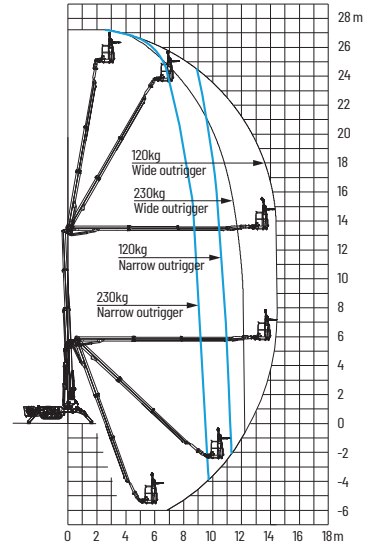 28 m
26
24
22
20
18
16
14
12
10
8
6
4
2
0
-2
-4
-6
120kg
Wide outrigger
230kg
Wide outrigger
120kg
Narrow outrigger
230kg
Narrow outrigger
0 2 4 6 8 10 12 14 16 18 m